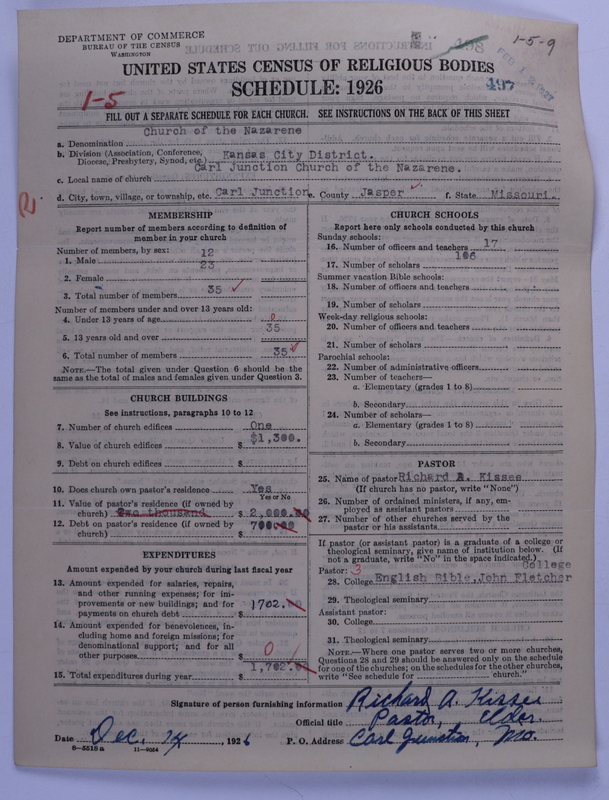 DEPARTMENT OF COMMERCE
BUREAU OF THE CENSUS
WASHINGTON
1-5-9
497
UNITED STATES CENSUS OF RELIGIOUS BODIES
SCHEDULE: 1926
1-5
FILL OUT A SEPARATE SCHEDULE FOR EACH CHURCH. SEE INSTRUCTIONS ON THE BACK OF THIS SHEET
Church of the Nazarene
a. Denomination
b. Division (Association, Conference, Diocese, Presbytery, Synod, etc.) Kansas City District.
Carl Junction Church of the Nazarene.
c. Local name of church
d. City, town, village, or township, etc. Carl Junction e. County Jasper f. State Missouri.
MEMBERSHIP
Report number of members according to definition of
member in your church
Number of members, by sex:
1. Male 12
2. Female 23
3. Total number of members 35
Number of members under and over 13 years old:
4. Under 13 years of age 0
5. 13 years old and over 35
6. Total number of members 35
NOTE.—The total given under Question 6 should be
same as the total of males and females given under Question 3.
CHURCH BUILDINGS
See instructions, paragraphs 10 to 12
7. Number of church edifices One
8. Value of church edifices $1,300.
9. Debt on church edifices $
10. Does church own pastor's residence Yes
Yes or No
11. Value of pastor's residence (if owned by
church) Two thousand $ 2,000.00
12. Debt on pastor's residence (if owned by
church) $ 700.00
EXPENDITURES
Amount expended by your church during last fiscal year
13. Amount expended for salaries, repairs,
and other running expenses; for im-
provements or new buildings; and for
payments on church debt $ 1702.
14. Amount expended for benevolences, in-
cluding home and foreign missions; for
denominational support; and for all
other purposes $ 0
15. Total expenditures during year $ 1,702.
CHURCH SCHOOLS
Report here only schools conducted by this church
Sunday schools:
16. Number of officers and teachers 17
17. Number of scholars 106
Summer vacation Bible schools:
18. Number of officers and teachers
19. Number of scholars
Week-day religious schools:
20. Number of officers and teachers
21. Number of scholars
Parochial schools:
22. Number of administrative officers
23. Number of teachers—
a. Elementary (grades 1 to 8)
b. Secondary
24. Number of scholars—
a. Elementary (grades 1 to 8)
b. Secondary
PASTOR
25. Name of pastor Richard A. Kissee
(If church has no pastor, write "None")
26. Number of ordained ministers, if any, em-
ployed as assistant pastors
27. Number of other churches served by the
pastor or his assistants
If pastor (or assistant pastor) is a graduate of a college or
theological seminary, give name of institution below. (If
not a graduate, write "No" in the space indicated.)
Pastor: 3 College
28. College English Bible, John Fletcher
29. Theological seminary
Assistant pastor:
30. College
31. Theological seminary
NOTE.—Where one pastor serves two or more churches,
Questions 28 and 29 should be answered only on the schedule
for one of the churches; on the schedules for the other churches,
write "See schedule for church."
Signature of person furnishing information Richard A. Kissee
Official title Pastor, Elder
Date Dec. 14, 1926 P. O. Address Carl Junction, Mo.
8-5518a 11-9054